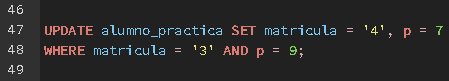 46
47 UPDATE alumno_practica SET matricula = '4', p = 7
48 WHERE matricula = '3' AND p = 9;
49